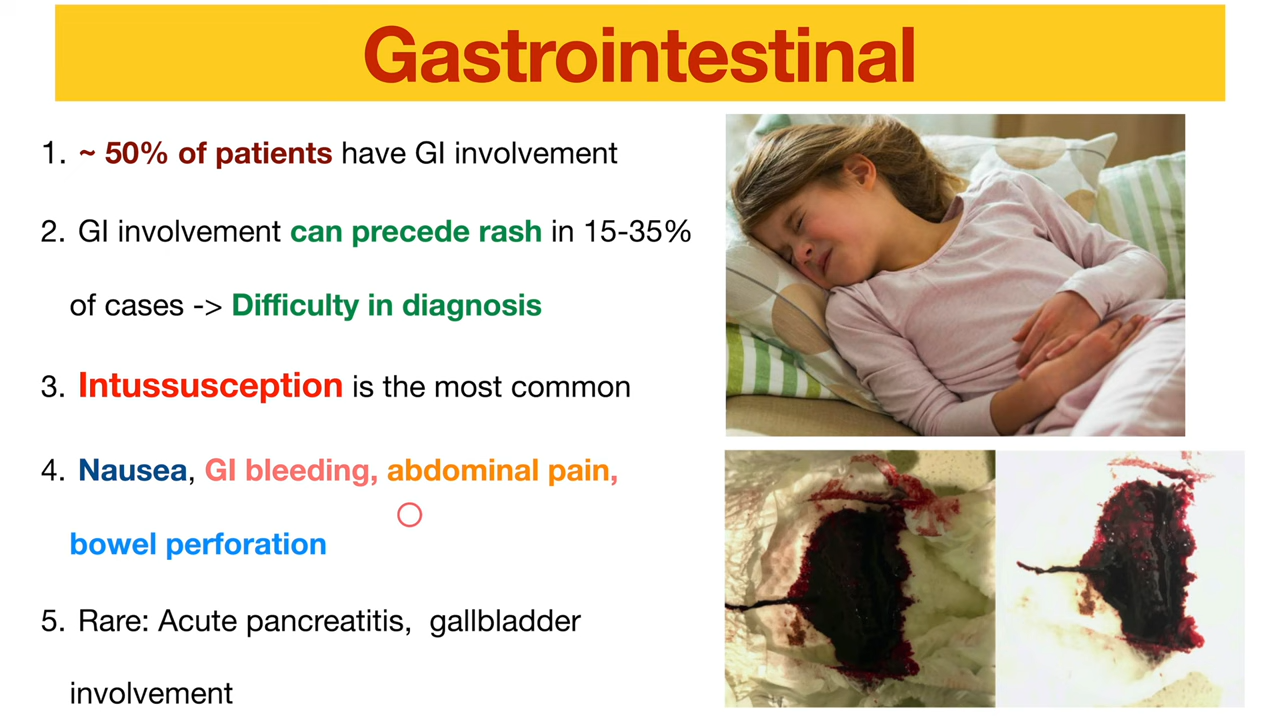 Gastrointestinal
1. ~ 50% of patients have GI involvement
2. GI involvement can precede rash in 15-35%
of cases -> Difficulty in diagnosis
3. Intussusception is the most common
4. Nausea, GI bleeding, abdominal pain,
bowel perforation
5. Rare: Acute pancreatitis, gallbladder
involvement